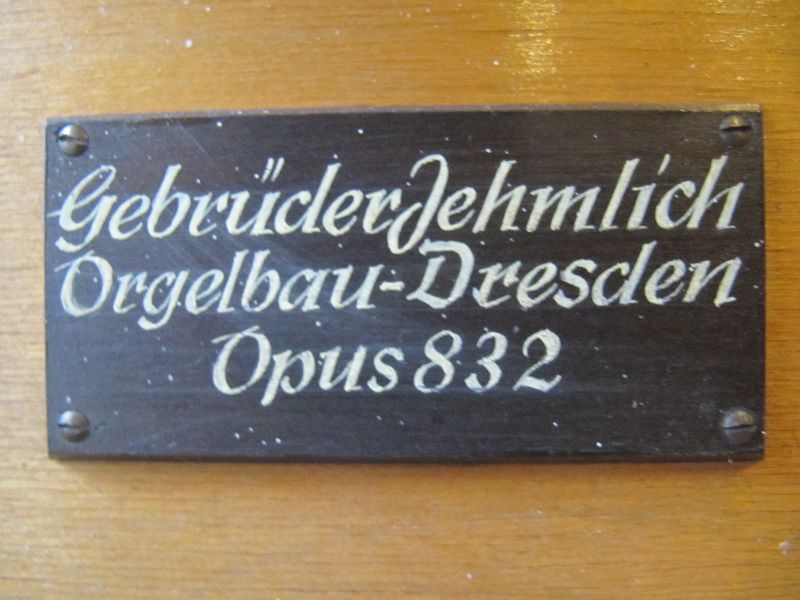 Gebrüder Jehmlich
Orgelbau-Dresden
Opus 832